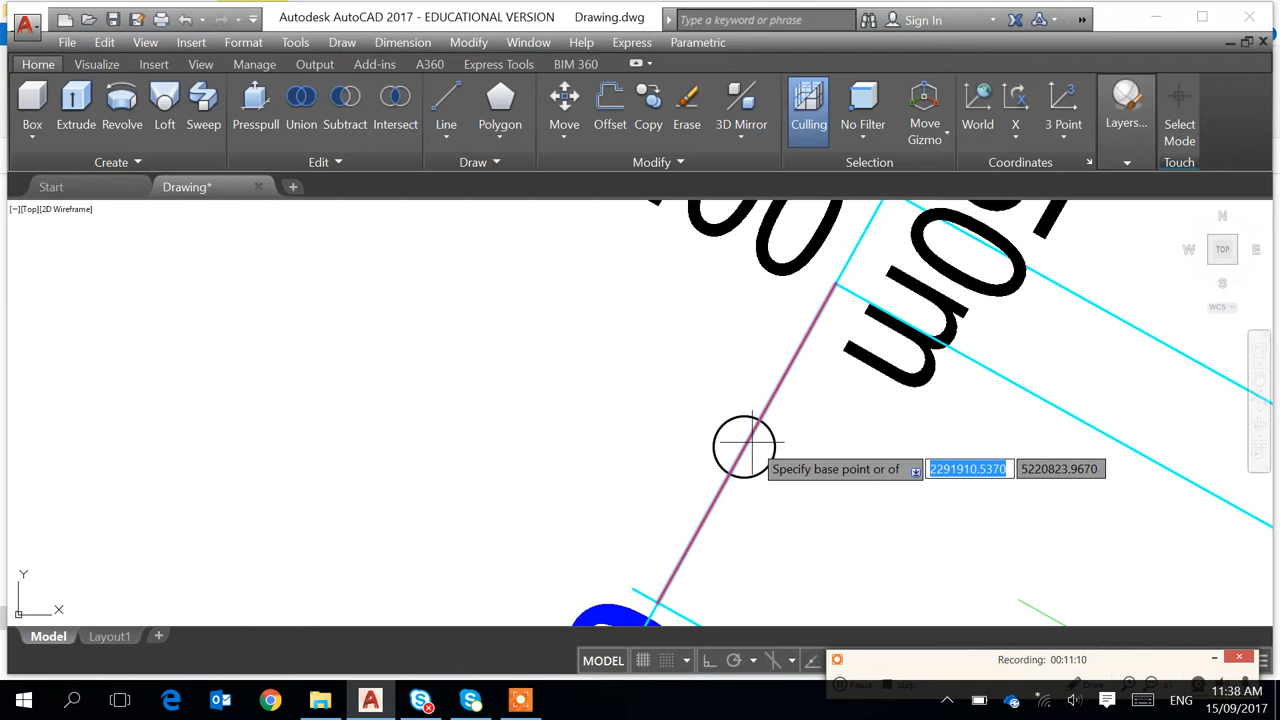 Autodesk AutoCAD 2017 - EDUCATIONAL VERSION Drawing.dwg Type a keyword or phrase Sign In
File Edit View Insert Format Tools Draw Dimension Modify Window Help Express Parametric
Home Visualize Insert View Manage Output Add-ins A360 Express Tools BIM 360
Box Extrude Revolve Loft Sweep Presspull Union Subtract Intersect Line Polygon Move Offset Copy Erase 3D Mirror Culling No Filter Move Gizmo World X 3 Point Layers... Select Mode
Create Edit Draw Modify Selection Coordinates Touch
Start Drawing*
[−][Top][2D Wireframe]
N
W TOP E
S
WCS
m
Specify base point or of 2291910.5370 5220823.9670
Y
X
Model Layout1
MODEL
Recording: 00:11:10
Pause Stop Draw
ENG 11:38 AM
15/09/2017